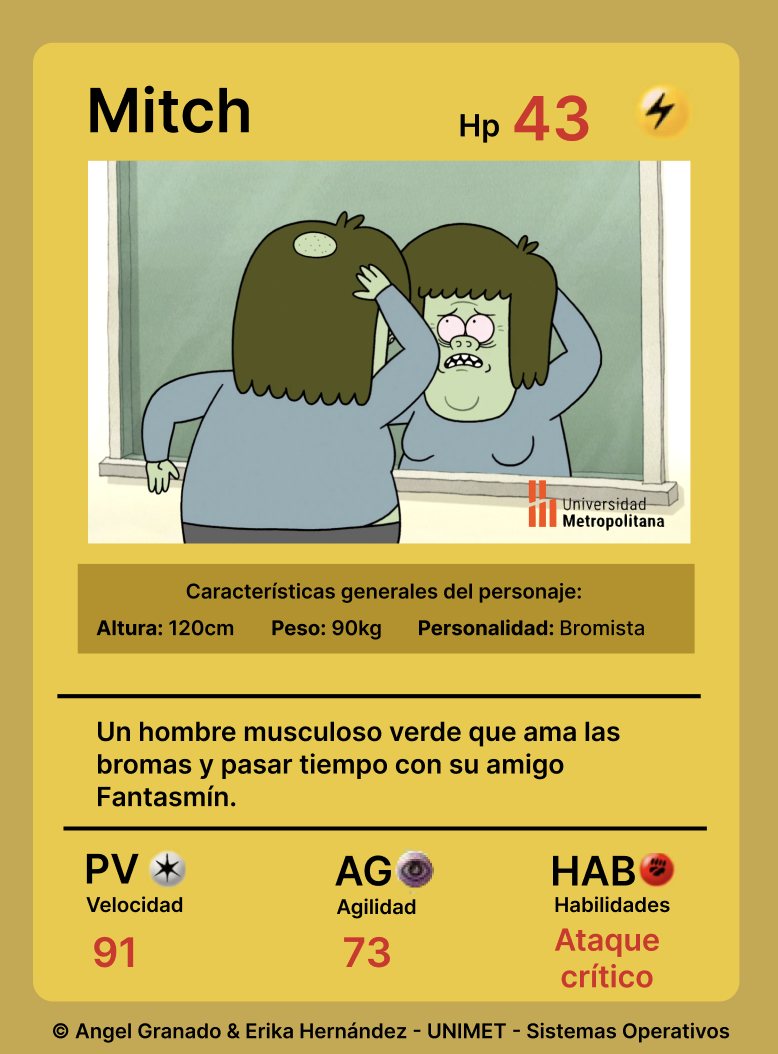 Mitch
Hp 43
Universidad
Metropolitana
Características generales del personaje:
Altura: 120cm Peso: 90kg Personalidad: Bromista
Un hombre musculoso verde que ama las
bromas y pasar tiempo con su amigo
Fantasmín.
PV AG HAB
Velocidad Agilidad Habilidades
91 73 Ataque
crítico
© Angel Granado & Erika Hernández - UNIMET - Sistemas Operativos